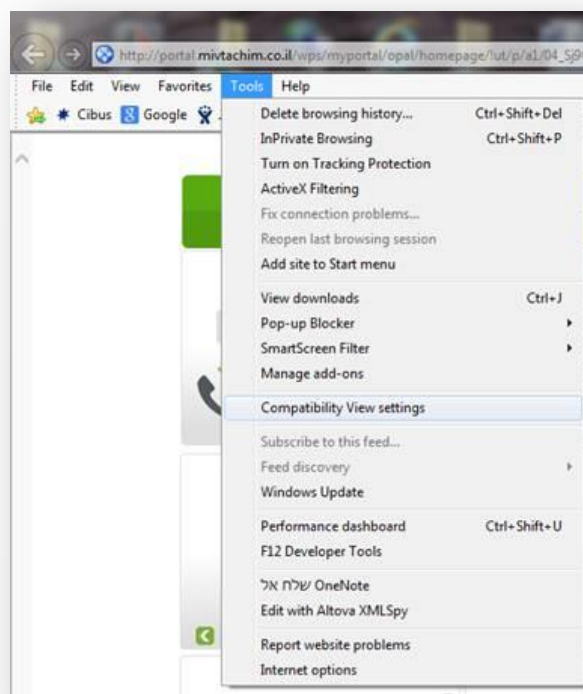 http://portal.mivtachim.co.il/wps/myportal/opal/homepage/!ut/p/a1/04_Sj9
File Edit View Favorites Tools Help
Cibus Google
Delete browsing history... Ctrl+Shift+Del
InPrivate Browsing Ctrl+Shift+P
Turn on Tracking Protection
ActiveX Filtering
Fix connection problems...
Reopen last browsing session
Add site to Start menu
View downloads Ctrl+J
Pop-up Blocker
SmartScreen Filter
Manage add-ons
Compatibility View settings
Subscribe to this feed...
Feed discovery
Windows Update
Performance dashboard Ctrl+Shift+U
F12 Developer Tools
שלח אל OneNote
Edit with Altova XMLSpy
Report website problems
Internet options